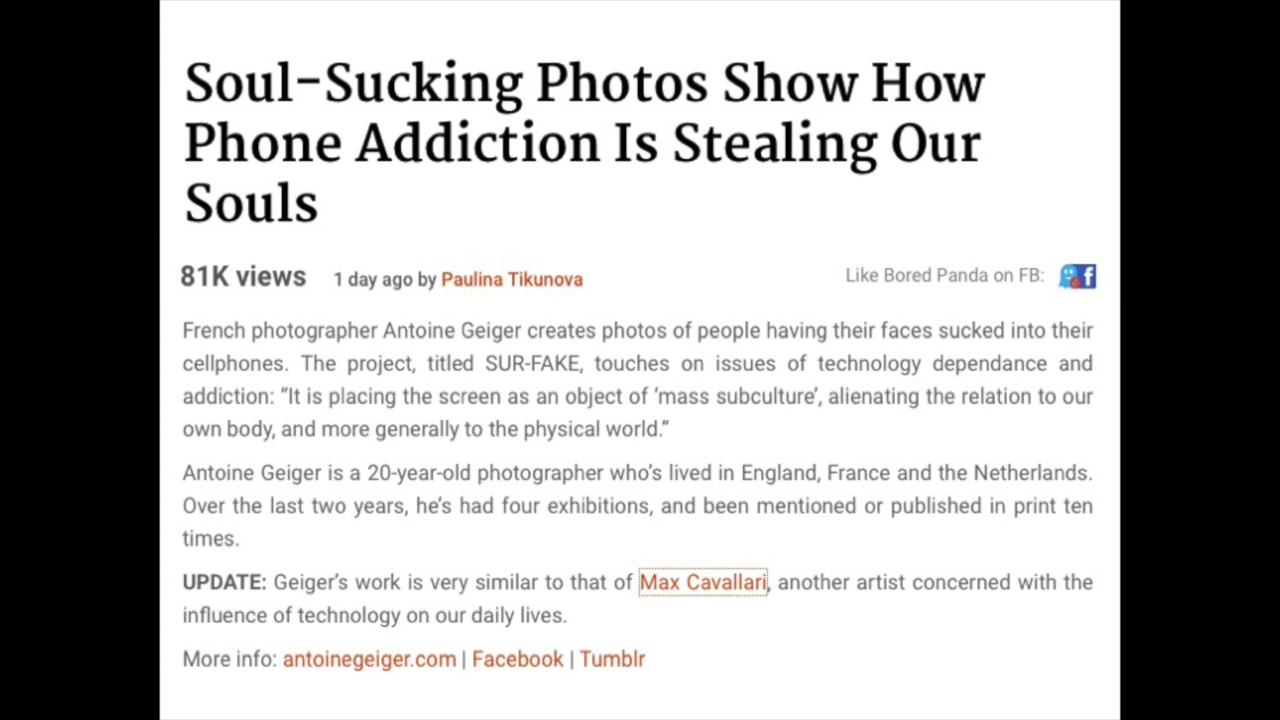 Soul-Sucking Photos Show How
Phone Addiction Is Stealing Our
Souls
81K views 1 day ago by Paulina Tikunova Like Bored Panda on FB:
French photographer Antoine Geiger creates photos of people having their faces sucked into their
cellphones. The project, titled SUR-FAKE, touches on issues of technology dependance and
addiction: “It is placing the screen as an object of ‘mass subculture’, alienating the relation to our
own body, and more generally to the physical world.”
Antoine Geiger is a 20-year-old photographer who’s lived in England, France and the Netherlands.
Over the last two years, he’s had four exhibitions, and been mentioned or published in print ten
times.
UPDATE: Geiger’s work is very similar to that of Max Cavallari, another artist concerned with the
influence of technology on our daily lives.
More info: antoinegeiger.com | Facebook | Tumblr